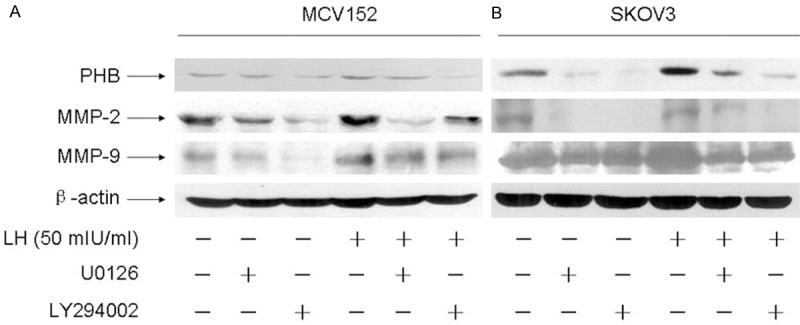 A MCV152 B SKOV3
PHB
MMP-2
MMP-9
β-actin
LH (50 mIU/ml) − − − + + + − − − + + +
U0126 − + − − + − − + − − + −
LY294002 − − + − − + − − + − − +